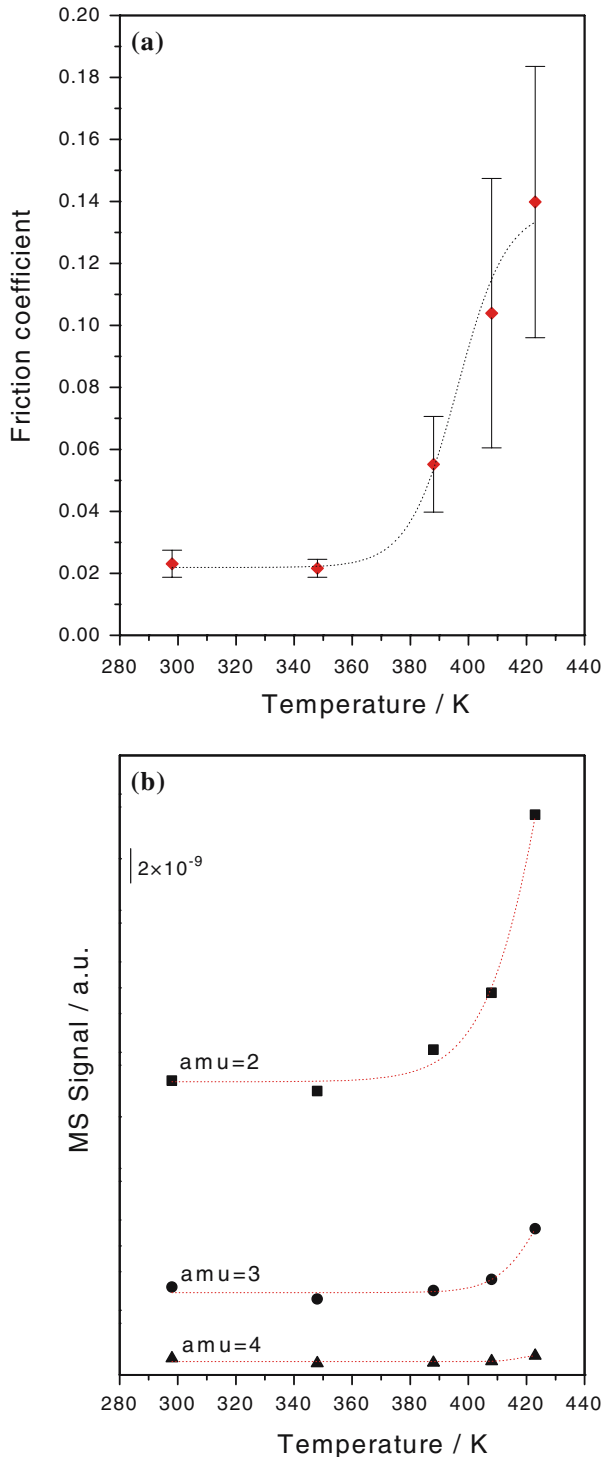 (a)
0.20
0.18
0.16
0.14
0.12
0.10
0.08
0.06
0.04
0.02
0.00
Friction coefficient
280 300 320 340 360 380 400 420 440
Temperature / K
(b)
2×10⁻⁹
MS Signal / a.u.
amu=2
amu=3
amu=4
280 300 320 340 360 380 400 420 440
Temperature / K